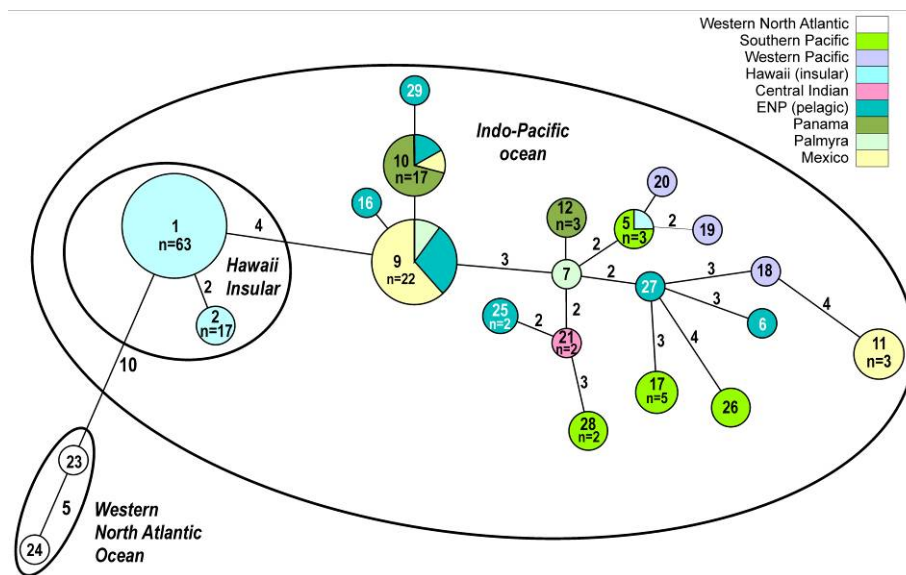 Western North Atlantic
Southern Pacific
Western Pacific
Hawaii (insular)
Central Indian
ENP (pelagic)
Panama
Palmyra
Mexico
Indo-Pacific
ocean
29
10
n=17
16
9
n=22
1
n=63
4
Hawaii
Insular
2
2
n=17
10
23
5
24
Western
North Atlantic
Ocean
3
12
n=3
7
2
5
n=3
20
2
19
2
27
3
18
3
6
4
11
n=3
2
21
n=2
2
25
n=2
3
28
n=2
3
17
n=5
4
26